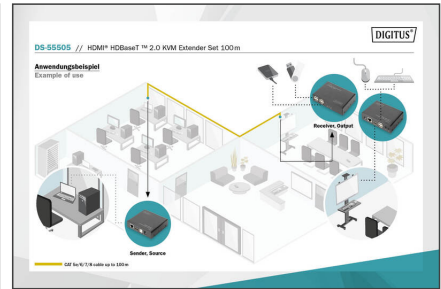 DIGITUS®
DS-55505 // HDMI® HDBaseT ™ 2.0 KVM Extender Set 100 m
Anwendungsbeispiel
Example of use
Receiver, Output
Sender, Source
CAT 5e/6/7/8 cable up to 100 m